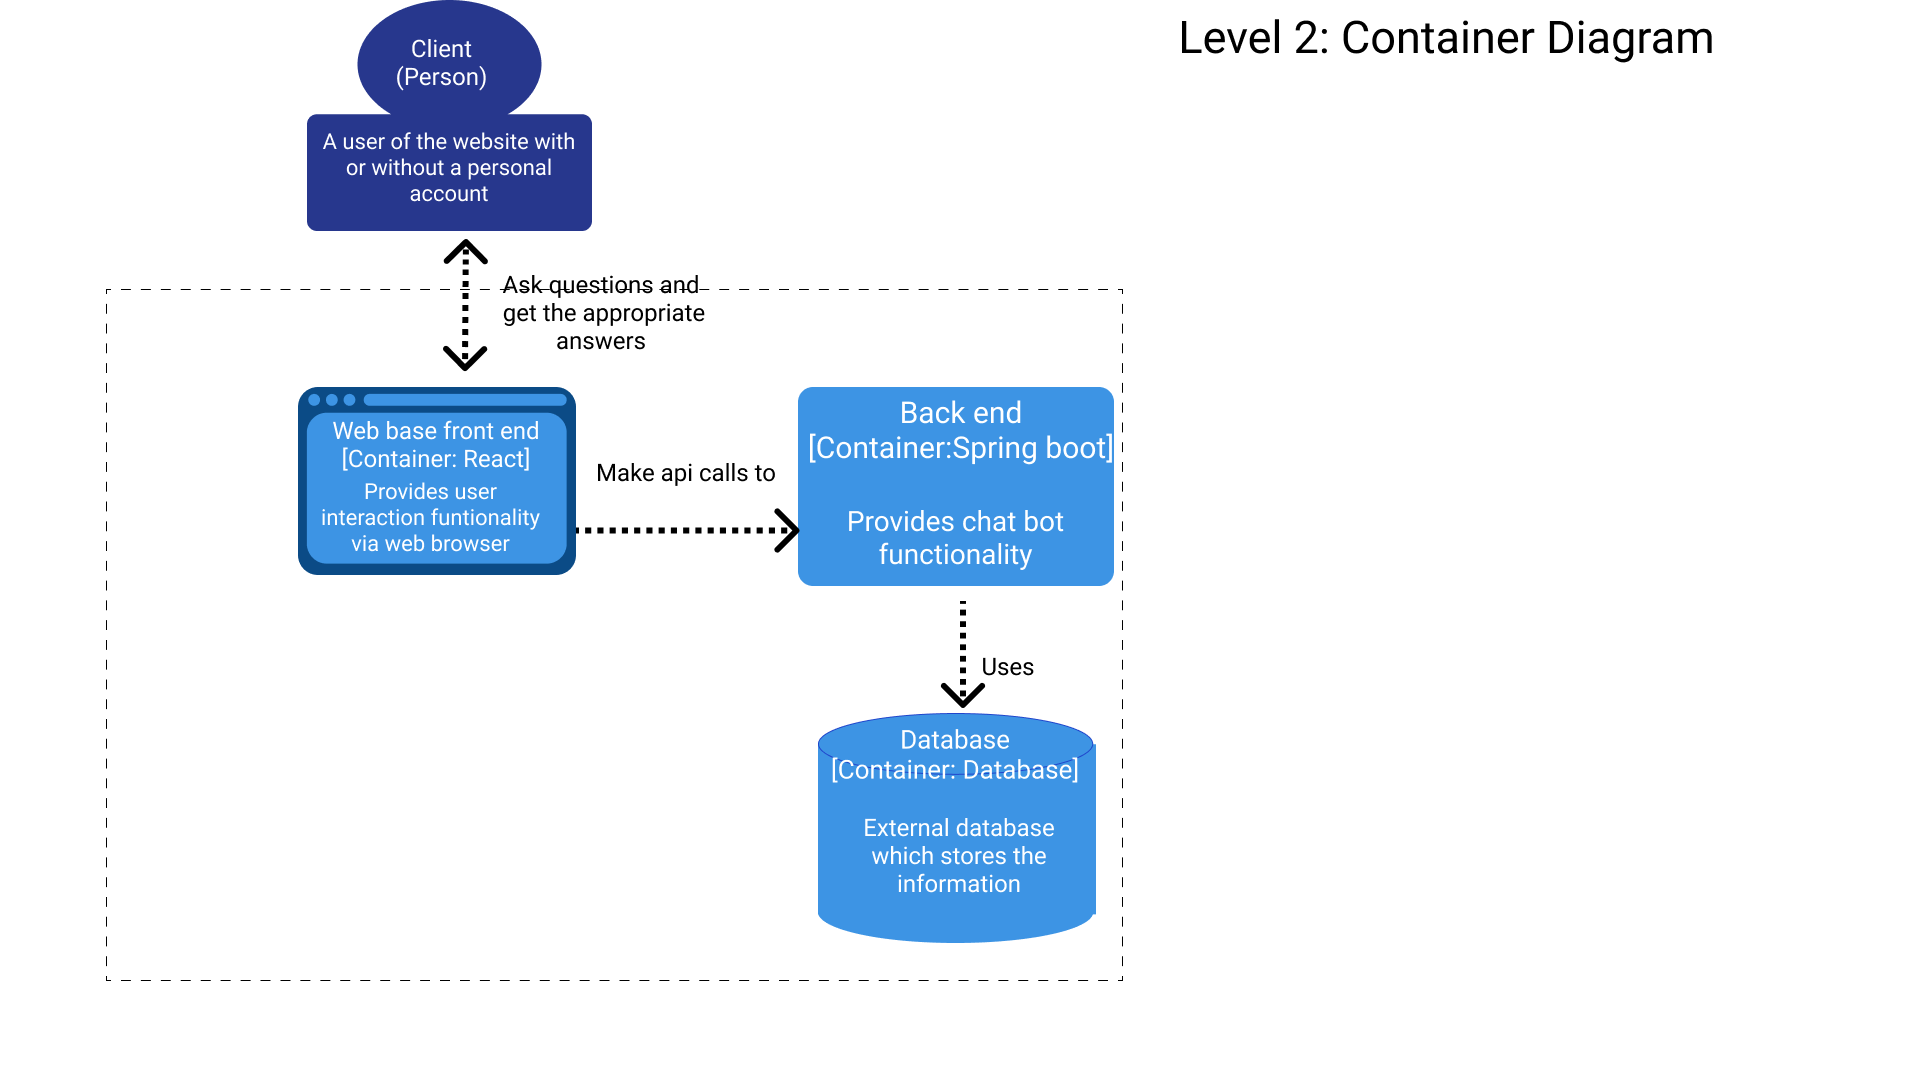 Level 2: Container Diagram
Client
(Person)
A user of the website with
or without a personal
account
Ask questions and
get the appropriate
answers
Web base front end
[Container: React]
Provides user
interaction funtionality
via web browser
Make api calls to
Back end
[Container:Spring boot]
Provides chat bot
functionality
Uses
Database
[Container: Database]
External database
which stores the
information